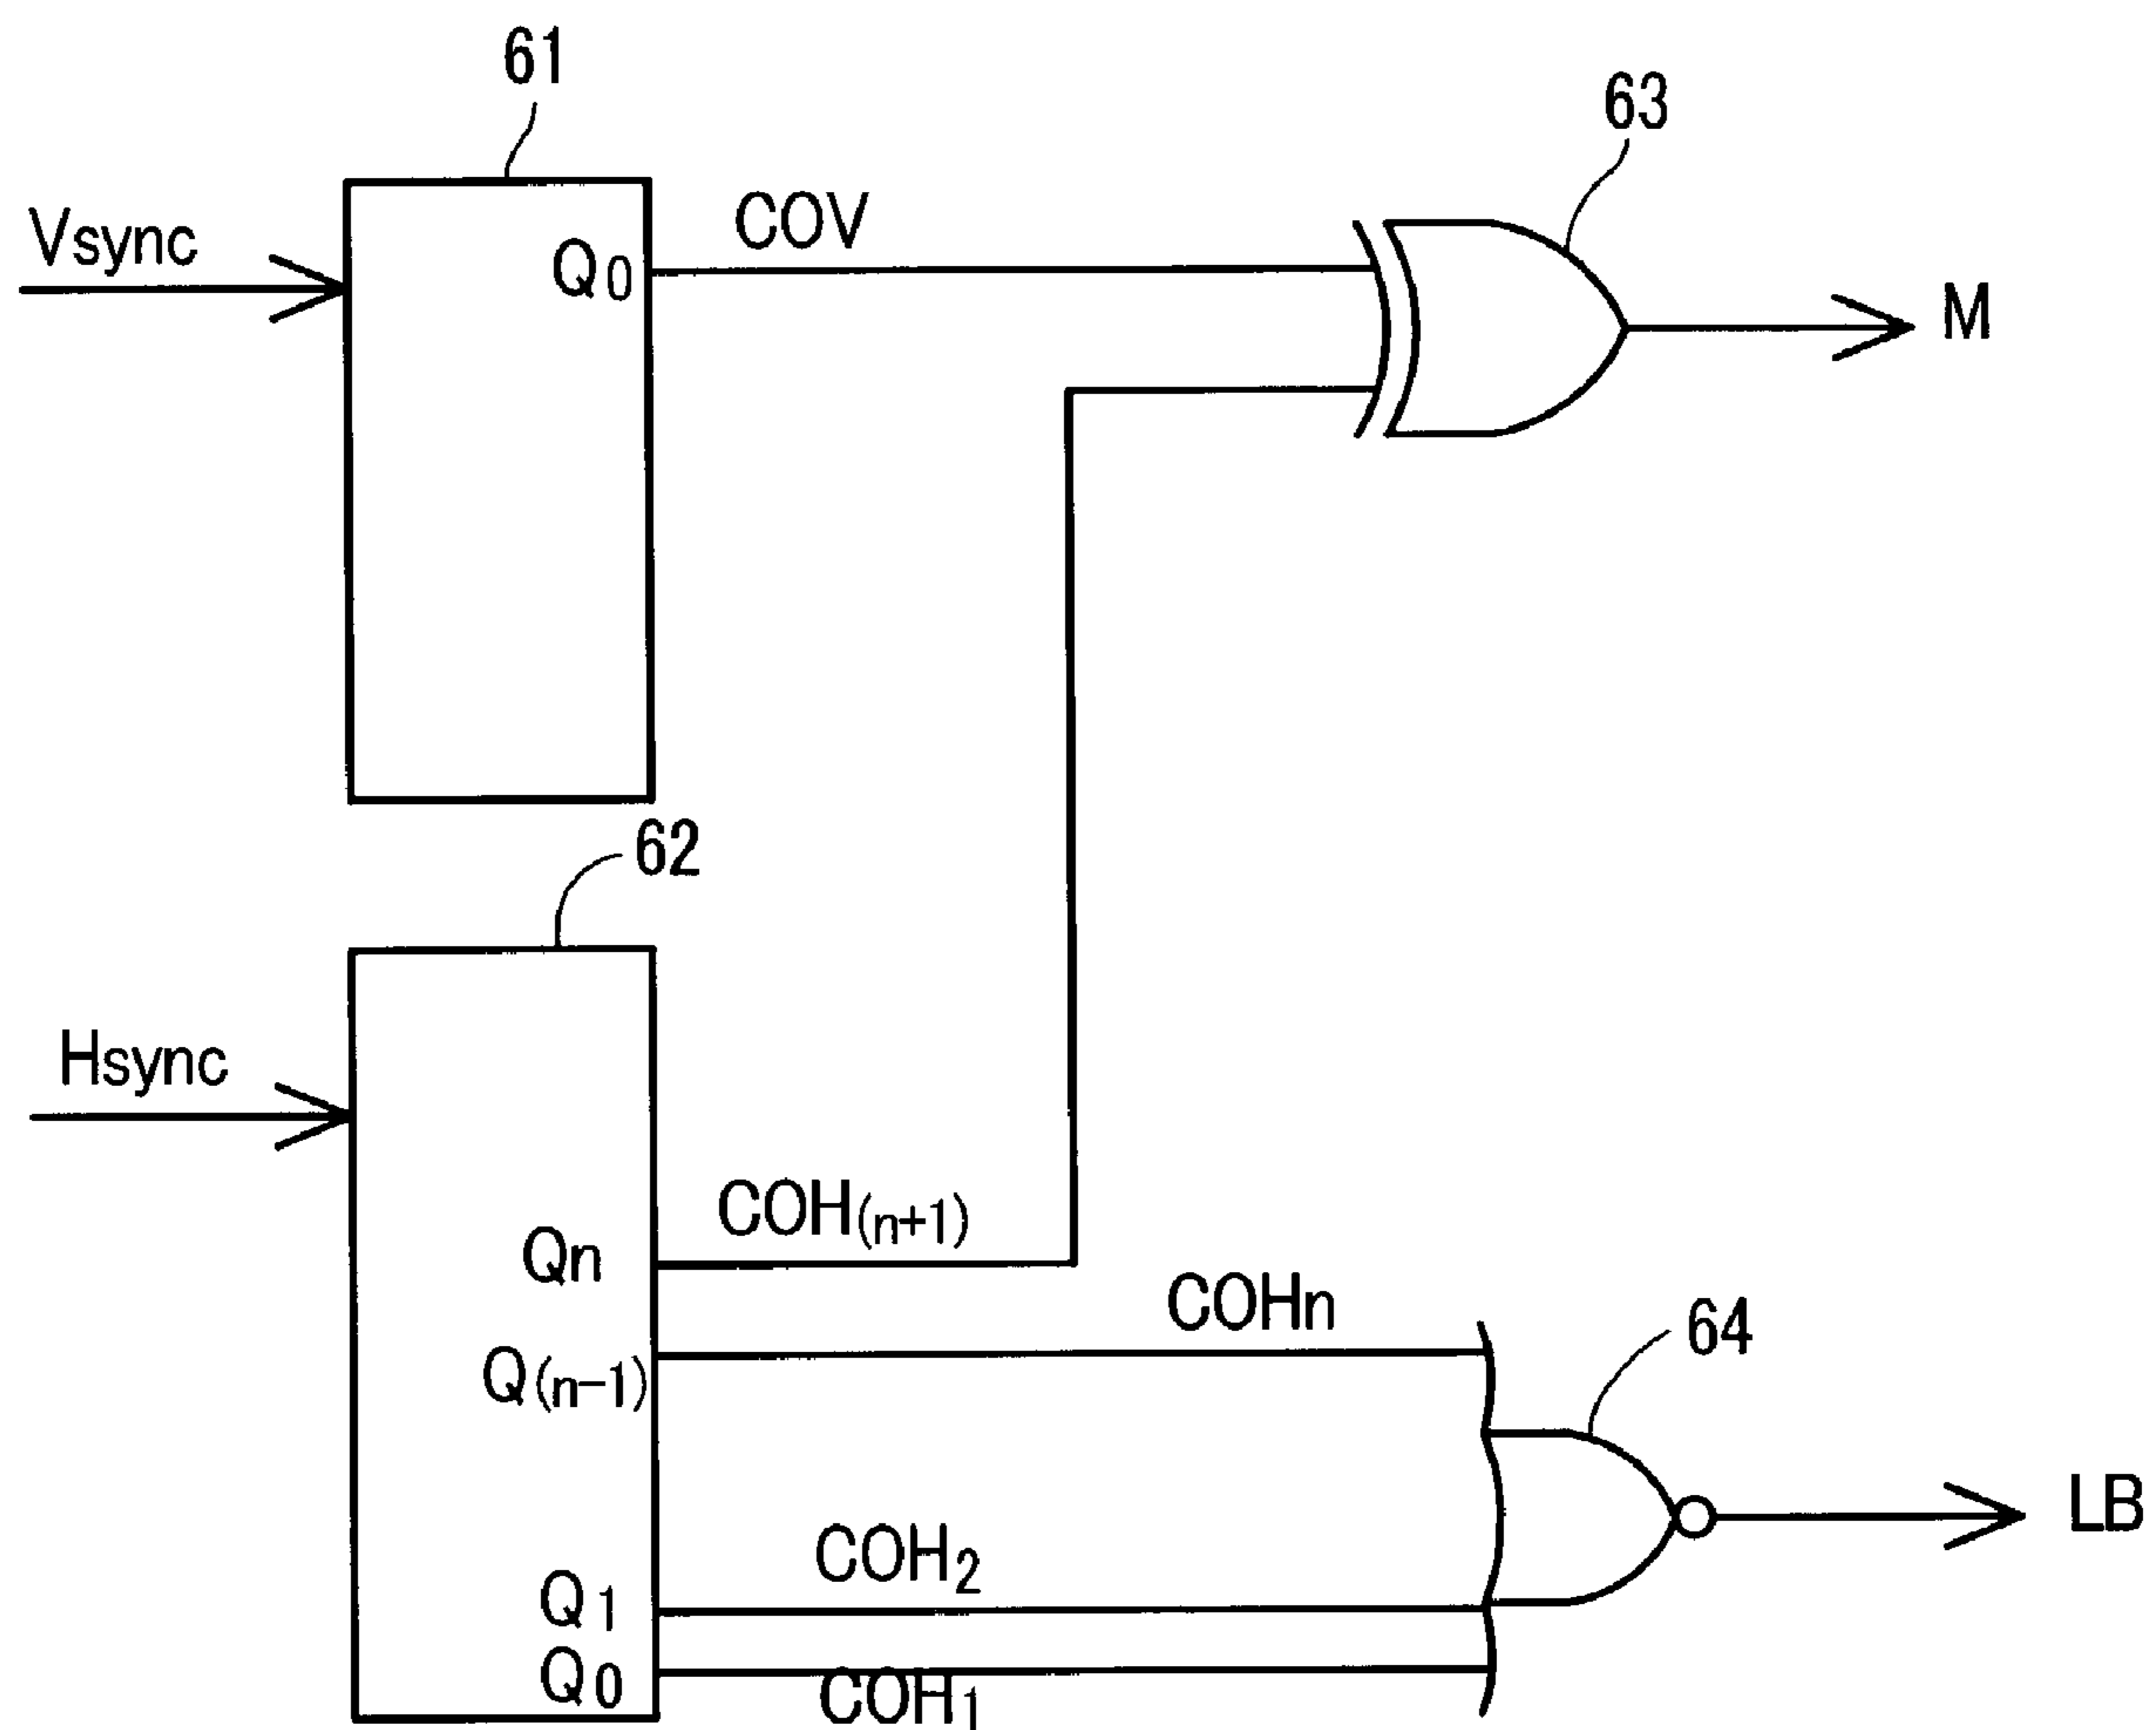 61
63
Vsync
COV
Q0
M
62
Hsync
COH(n+1)
Qn
COHn
64
Q(n-1)
LB
COH2
Q1
Q0
COH1